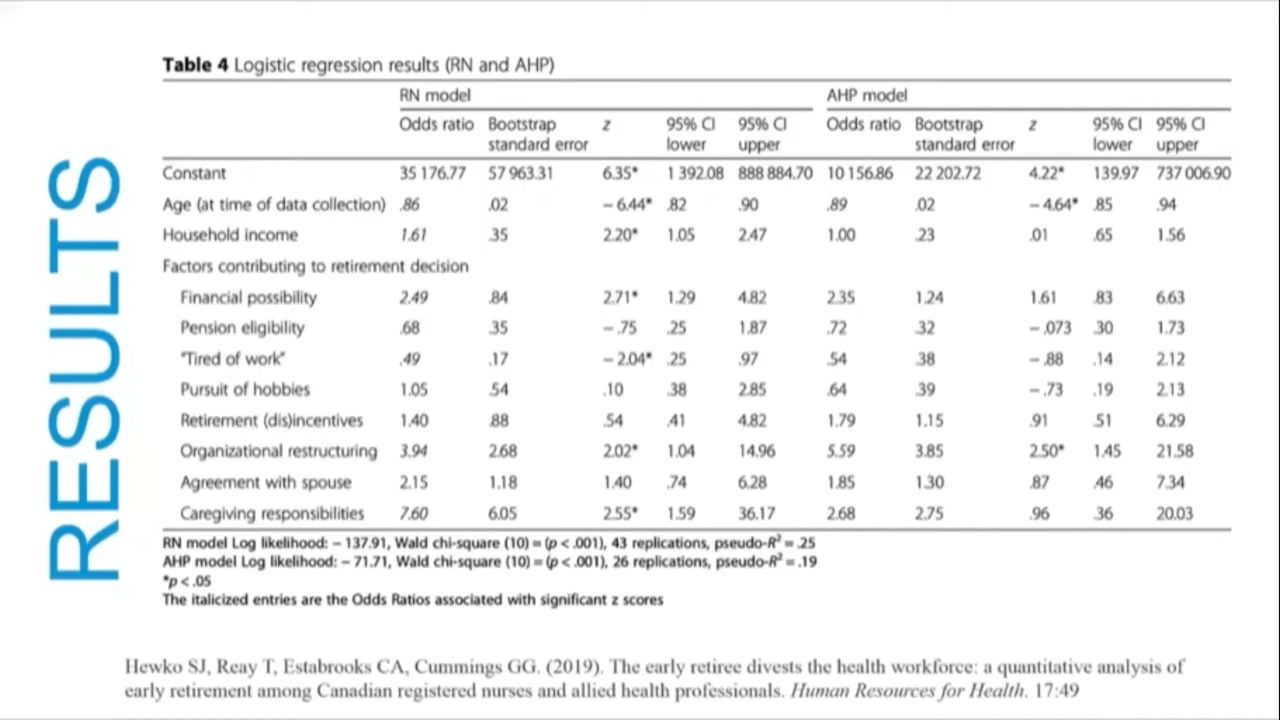 RESULTS
Table 4 Logistic regression results (RN and AHP)
RN model AHP model
Odds ratio Bootstrap standard error z 95% CI lower 95% CI upper Odds ratio Bootstrap standard error z 95% CI lower 95% CI upper
Constant 35 176.77 57 963.31 6.35* 1 392.08 888 884.70 10 156.86 22 202.72 4.22* 139.97 737 006.90
Age (at time of data collection) .86 .02 − 6.44* .82 .90 .89 .02 − 4.64* .85 .94
Household income 1.61 .35 2.20* 1.05 2.47 1.00 .23 .01 .65 1.56
Factors contributing to retirement decision
Financial possibility 2.49 .84 2.71* 1.29 4.82 2.35 1.24 1.61 .83 6.63
Pension eligibility .68 .35 − .75 .25 1.87 .72 .32 − .073 .30 1.73
"Tired of work" .49 .17 − 2.04* .25 .97 .54 .38 − .88 .14 2.12
Pursuit of hobbies 1.05 .54 .10 .38 2.85 .64 .39 − .73 .19 2.13
Retirement (dis)incentives 1.40 .88 .54 .41 4.82 1.79 1.15 .91 .51 6.29
Organizational restructuring 3.94 2.68 2.02* 1.04 14.96 5.59 3.85 2.50* 1.45 21.58
Agreement with spouse 2.15 1.18 1.40 .74 6.28 1.85 1.30 .87 .46 7.34
Caregiving responsibilities 7.60 6.05 2.55* 1.59 36.17 2.68 2.75 .96 .36 20.03
RN model Log likelihood: − 137.91, Wald chi-square (10) = (p < .001), 43 replications, pseudo-R² = .25
AHP model Log likelihood: − 71.71, Wald chi-square (10) = (p < .001), 26 replications, pseudo-R² = .19
*p < .05
The italicized entries are the Odds Ratios associated with significant z scores
Hewko SJ, Reay T, Estabrooks CA, Cummings GG. (2019). The early retiree divests the health workforce: a quantitative analysis of
early retirement among Canadian registered nurses and allied health professionals. Human Resources for Health. 17:49